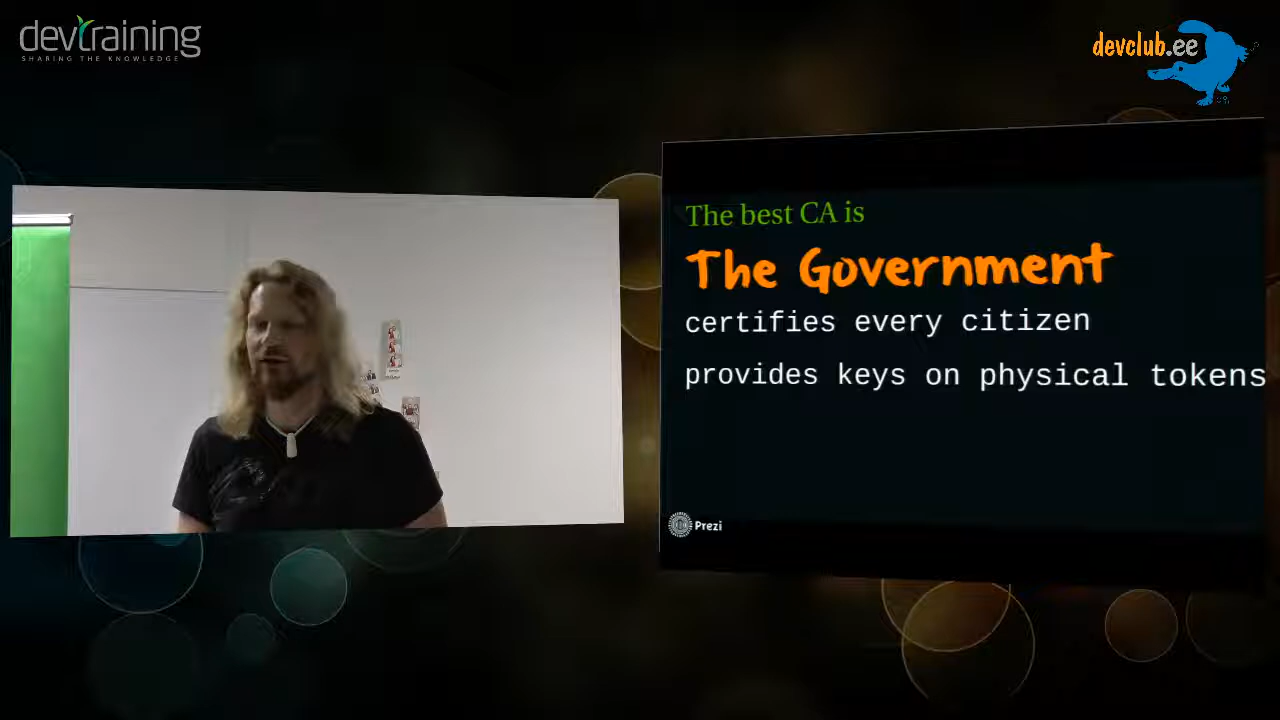 devtraining
SHARING THE KNOWLEDGE
devclub.ee
The best CA is
The Government
certifies every citizen
provides keys on physical tokens
Prezi